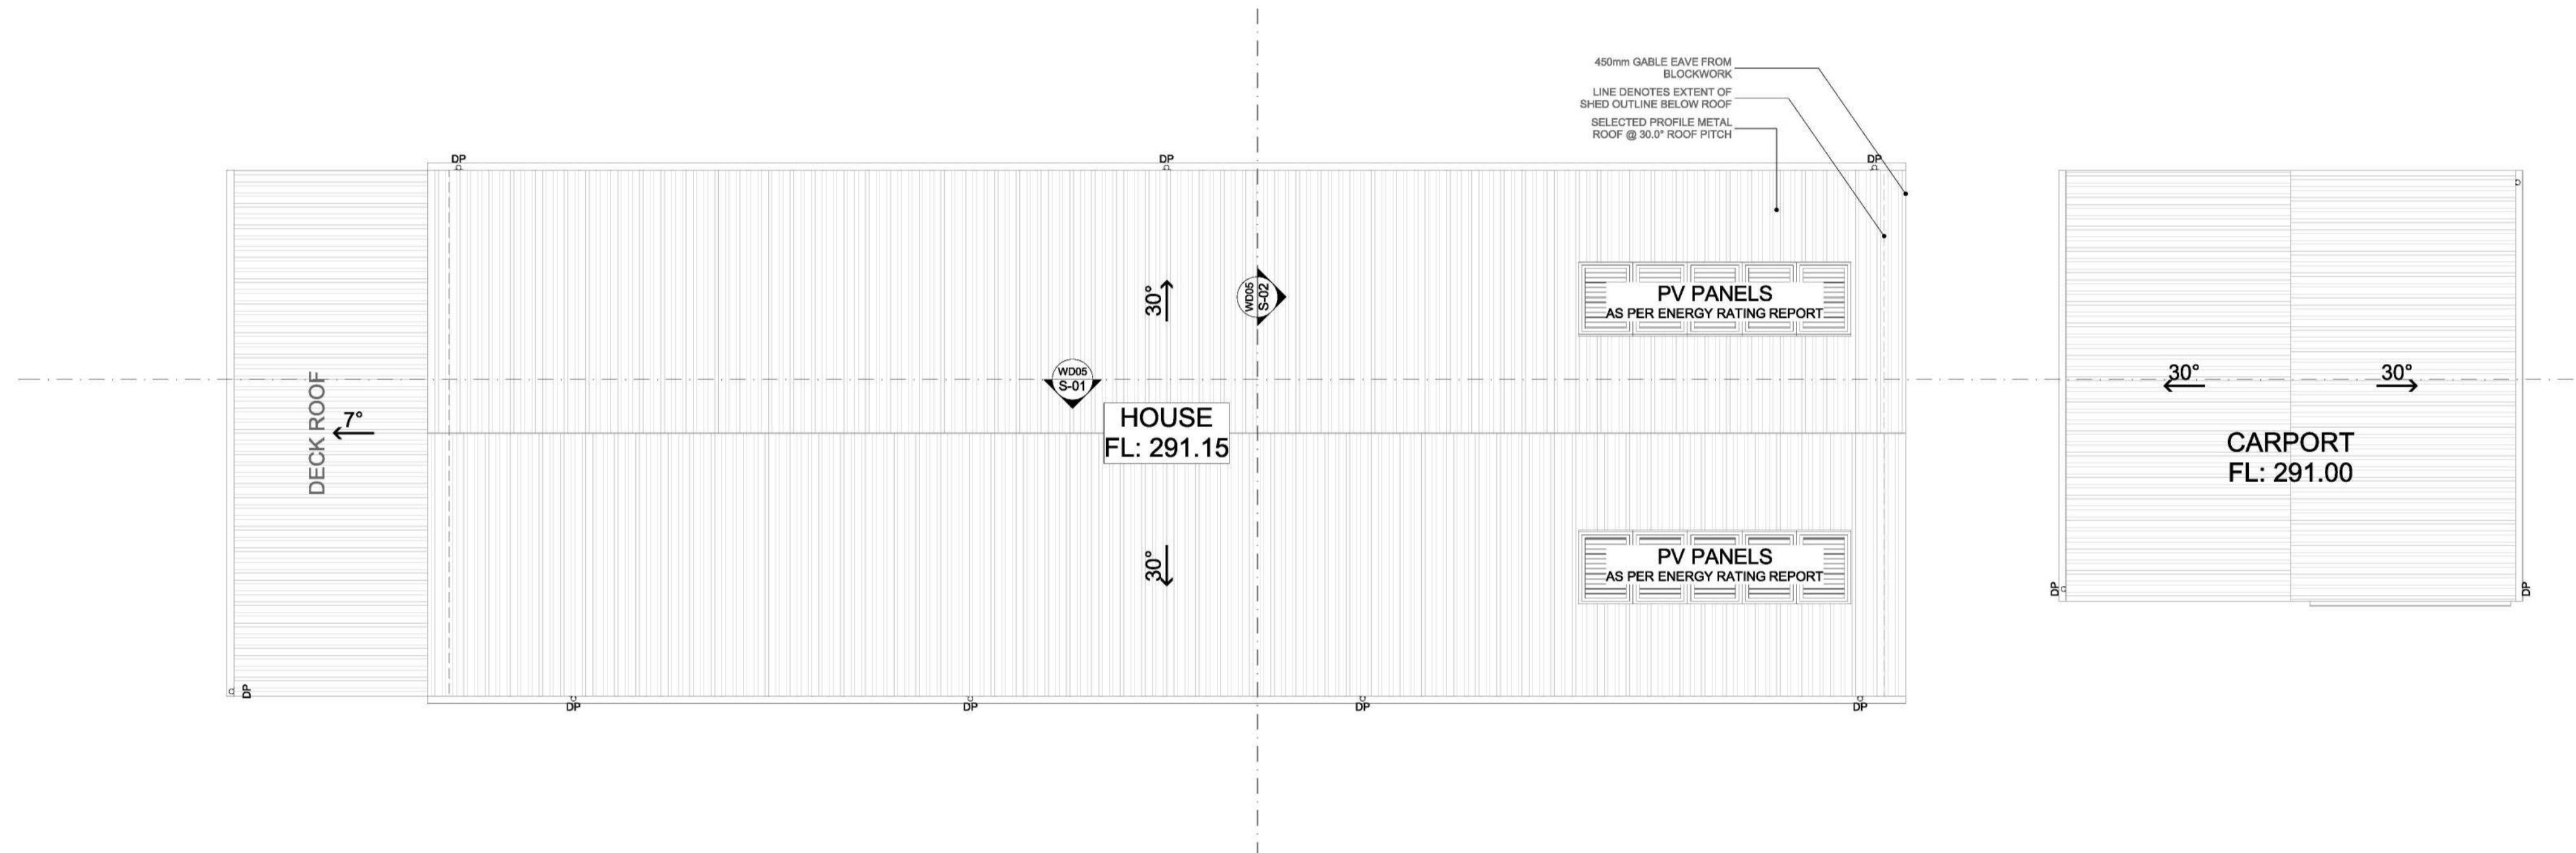 450mm GABLE EAVE FROM
BLOCKWORK
LINE DENOTES EXTENT OF
SHED OUTLINE BELOW ROOF
SELECTED PROFILE METAL
ROOF @ 30.0° ROOF PITCH
DP
DP
DP
30°
WD05
S-02
PV PANELS
AS PER ENERGY RATING REPORT
WD05
S-01
30°
30°
DECK ROOF
7°
HOUSE
FL: 291.15
CARPORT
FL: 291.00
30°
PV PANELS
AS PER ENERGY RATING REPORT
DP
DP
DP
DP
DP
DP
DP